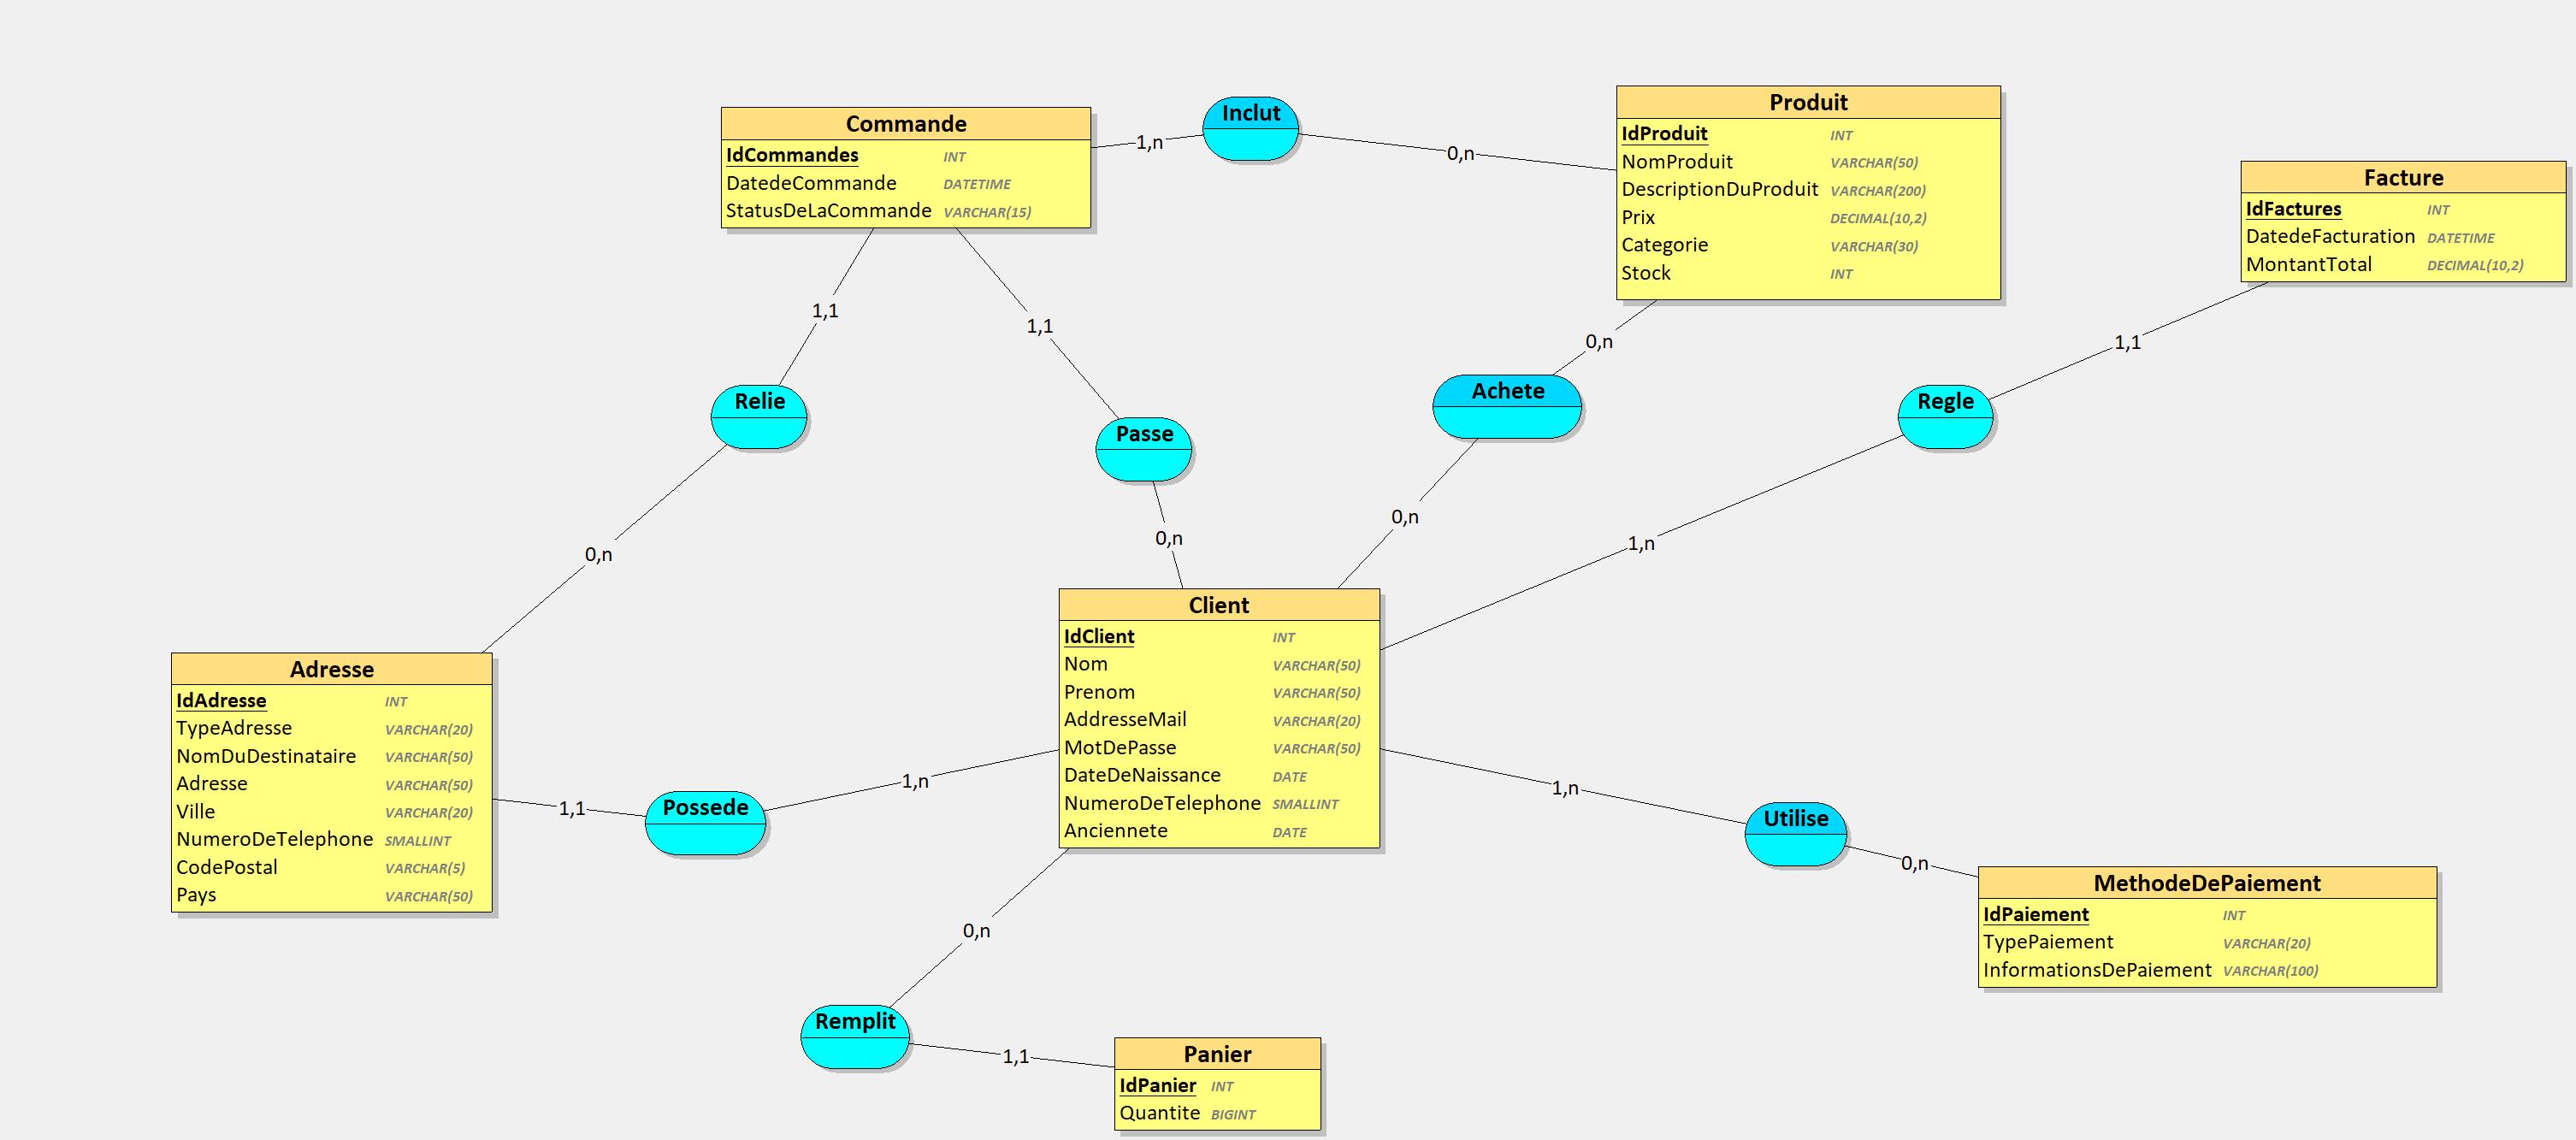 Commande
IdCommandes INT
DatedeCommande DATETIME
StatusDeLaCommande VARCHAR(15)
1,n
Inclut
0,n
Produit
IdProduit INT
NomProduit VARCHAR(50)
DescriptionDuProduit VARCHAR(200)
Prix DECIMAL(10,2)
Categorie VARCHAR(30)
Stock INT
Facture
IdFactures INT
DatedeFacturation DATETIME
MontantTotal DECIMAL(10,2)
1,1
1,1
0,n
1,1
Relie
Passe
Achete
Regle
0,n
0,n
0,n
1,n
Adresse
IdAdresse INT
TypeAdresse VARCHAR(20)
NomDuDestinataire VARCHAR(50)
Adresse VARCHAR(50)
Ville VARCHAR(20)
NumeroDeTelephone SMALLINT
CodePostal VARCHAR(5)
Pays VARCHAR(50)
1,1
Possede
1,n
Client
IdClient INT
Nom VARCHAR(50)
Prenom VARCHAR(50)
AddresseMail VARCHAR(20)
MotDePasse VARCHAR(50)
DateDeNaissance DATE
NumeroDeTelephone SMALLINT
Anciennete DATE
1,n
Utilise
0,n
MethodeDePaiement
IdPaiement INT
TypePaiement VARCHAR(20)
InformationsDePaiement VARCHAR(100)
0,n
Remplit
1,1
Panier
IdPanier INT
Quantite BIGINT